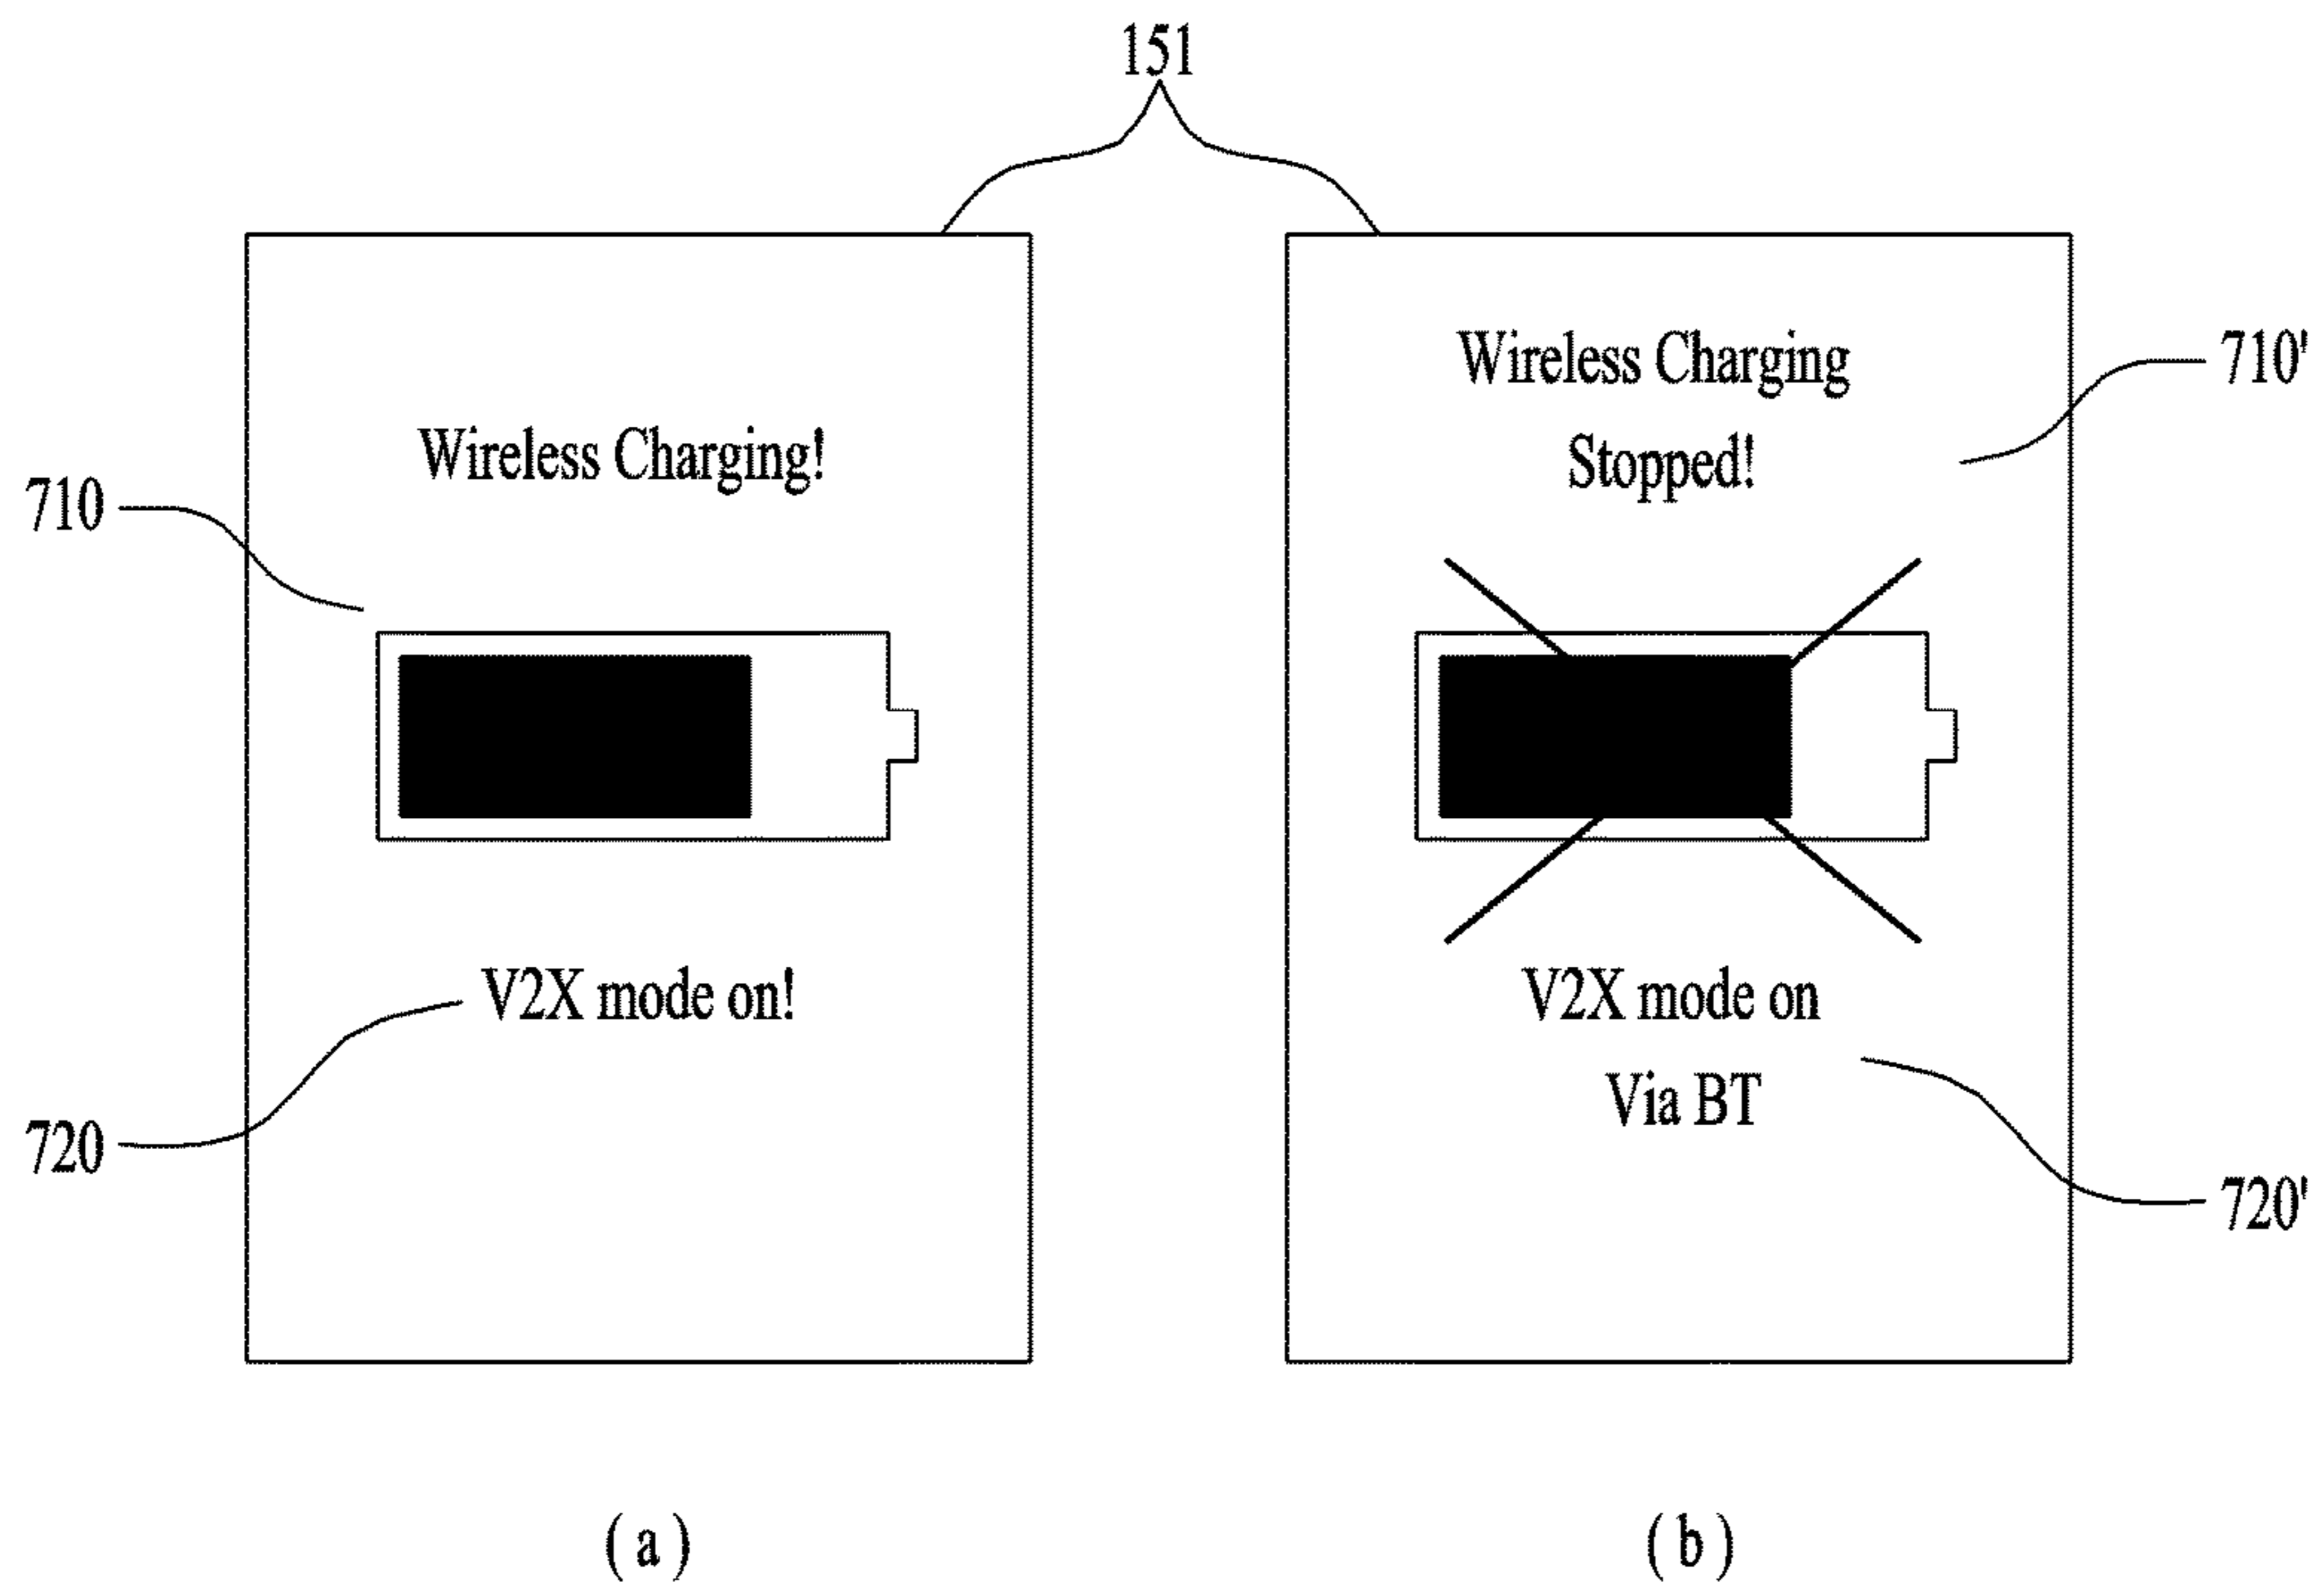 151
Wireless Charging!
710
V2X mode on!
720
Wireless Charging
Stopped!
710'
V2X mode on
Via BT
720'
( a )
( b )